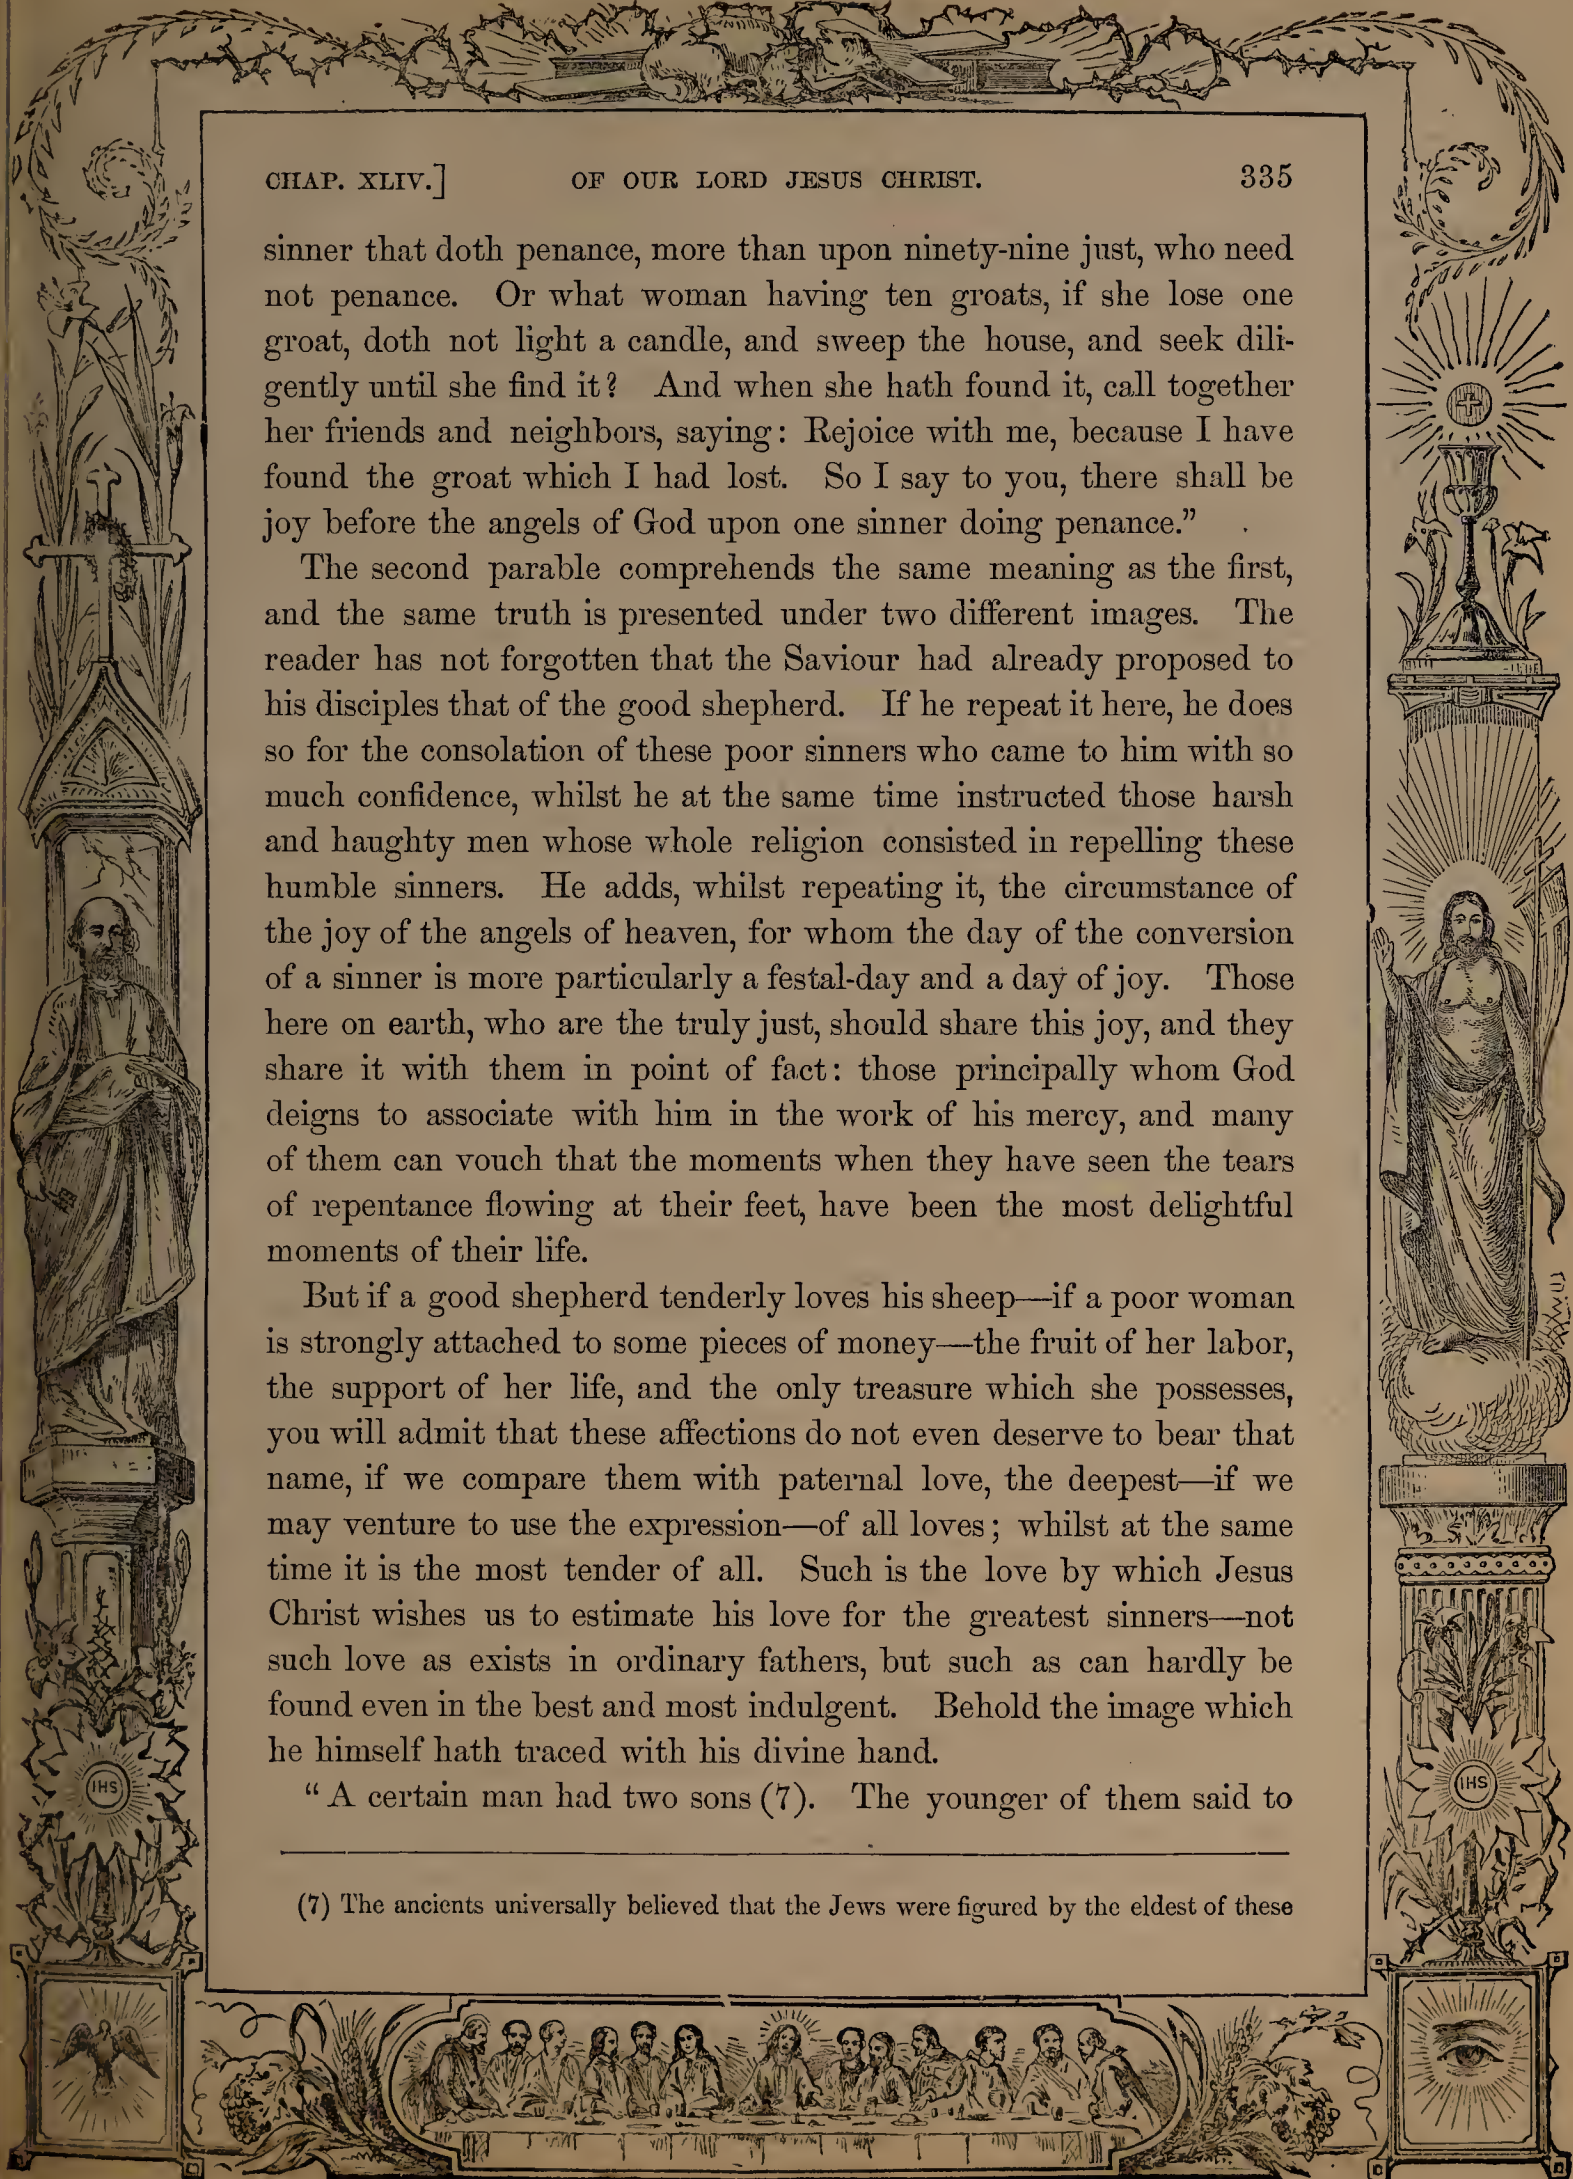 CHAP. XLIV.] OF OUR LORD JESUS CHRIST. 335
sinner that doth penance, more than upon ninety-nine just, who need
not penance. Or what woman having ten groats, if she lose one
groat, doth not light a candle, and sweep the house, and seek dili-
gently until she find it? And when she hath found it, call together
her friends and neighbors, saying: Rejoice with me, because I have
found the groat which I had lost. So I say to you, there shall be
joy before the angels of God upon one sinner doing penance.”
The second parable comprehends the same meaning as the first,
and the same truth is presented under two different images. The
reader has not forgotten that the Saviour had already proposed to
his disciples that of the good shepherd. If he repeat it here, he does
so for the consolation of these poor sinners who came to him with so
much confidence, whilst he at the same time instructed those harsh
and haughty men whose whole religion consisted in repelling these
humble sinners. He adds, whilst repeating it, the circumstance of
the joy of the angels of heaven, for whom the day of the conversion
of a sinner is more particularly a festal-day and a day of joy. Those
here on earth, who are the truly just, should share this joy, and they
share it with them in point of fact: those principally whom God
deigns to associate with him in the work of his mercy, and many
of them can vouch that the moments when they have seen the tears
of repentance flowing at their feet, have been the most delightful
moments of their life.
But if a good shepherd tenderly loves his sheep—if a poor woman
is strongly attached to some pieces of money—the fruit of her labor,
the support of her life, and the only treasure which she possesses,
you will admit that these affections do not even deserve to bear that
name, if we compare them with paternal love, the deepest—if we
may venture to use the expression—of all loves; whilst at the same
time it is the most tender of all. Such is the love by which Jesus
Christ wishes us to estimate his love for the greatest sinners—not
such love as exists in ordinary fathers, but such as can hardly be
found even in the best and most indulgent. Behold the image which
he himself hath traced with his divine hand.
“A certain man had two sons (7). The younger of them said to
(7) The ancients universally believed that the Jews were figured by the eldest of these
IHS
IHS